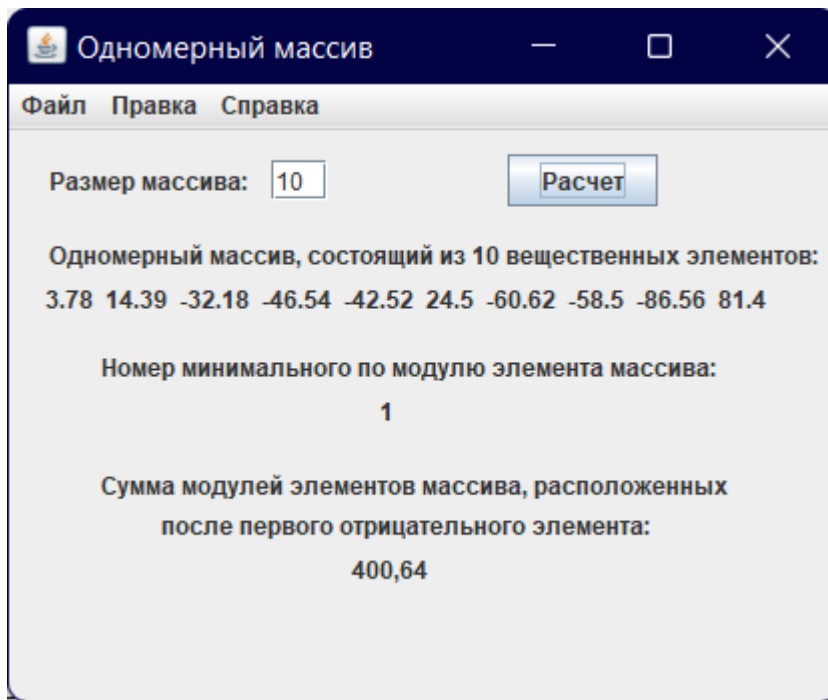 Одномерный массив
Файл Правка Справка
Размер массива: 10 Расчет
Одномерный массив, состоящий из 10 вещественных элементов:
3.78 14.39 -32.18 -46.54 -42.52 24.5 -60.62 -58.5 -86.56 81.4
Номер минимального по модулю элемента массива:
1
Сумма модулей элементов массива, расположенных
после первого отрицательного элемента:
400,64